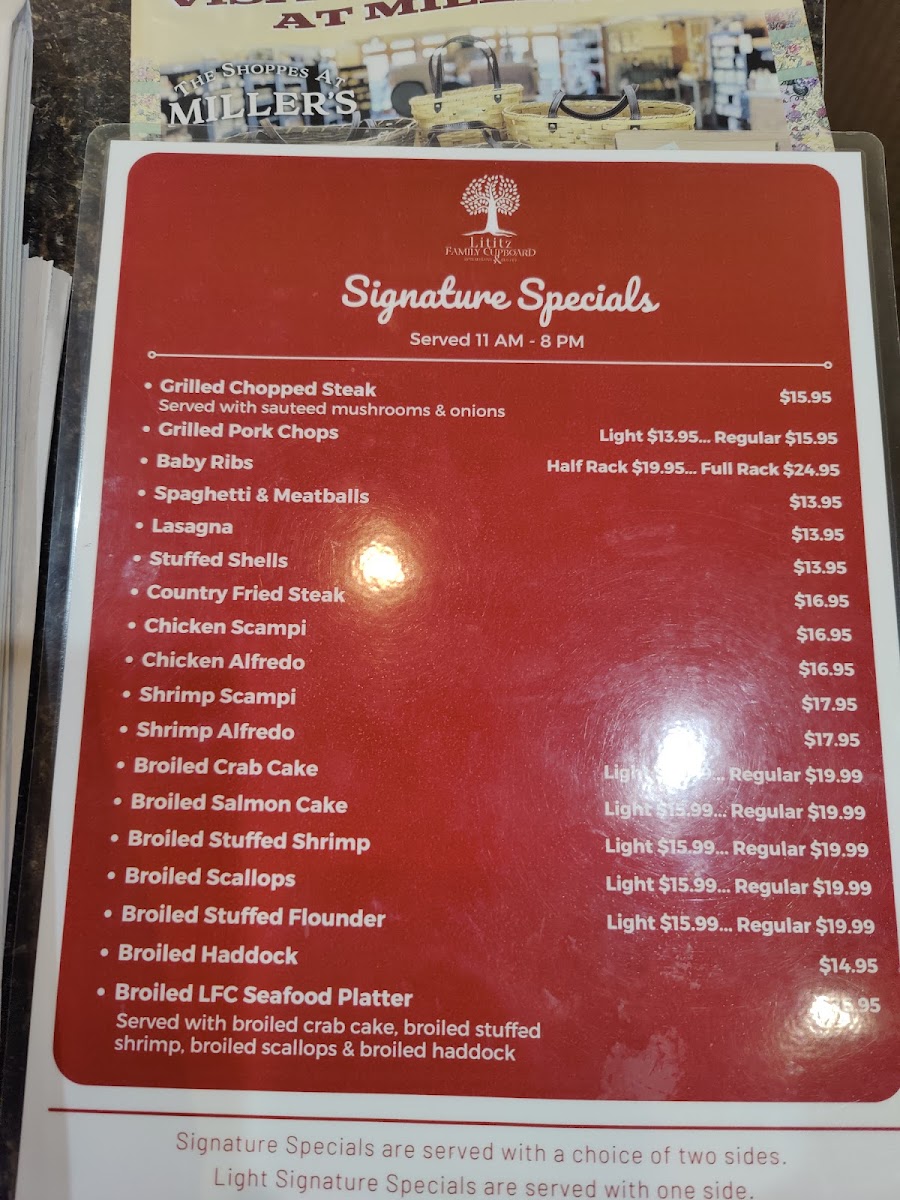 AT MILLER'S
THE SHOPPES AT
MILLER'S
Lititz
FAMILY CUPBOARD
Signature Specials
Served 11 AM - 8 PM
• Grilled Chopped Steak $15.95
Served with sauteed mushrooms & onions
• Grilled Pork Chops Light $13.95... Regular $15.95
• Baby Ribs Half Rack $19.95... Full Rack $24.95
• Spaghetti & Meatballs $13.95
• Lasagna $13.95
• Stuffed Shells $13.95
• Country Fried Steak $16.95
• Chicken Scampi $16.95
• Chicken Alfredo $16.95
• Shrimp Scampi $17.95
• Shrimp Alfredo $17.95
• Broiled Crab Cake Light Regular $19.99
• Broiled Salmon Cake Light $15.99... Regular $19.99
• Broiled Stuffed Shrimp Light $15.99... Regular $19.99
• Broiled Scallops Light $15.99... Regular $19.99
• Broiled Stuffed Flounder Light $15.99... Regular $19.99
• Broiled Haddock $14.95
• Broiled LFC Seafood Platter
Served with broiled crab cake, broiled stuffed
shrimp, broiled scallops & broiled haddock
Signature Specials are served with a choice of two sides.
Light Signature Specials are served with one side.